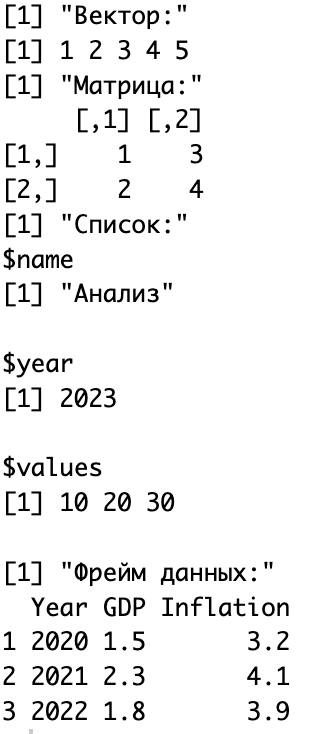 [1] "Вектор:"
[1] 1 2 3 4 5
[1] "Матрица:"
     [,1] [,2]
[1,]    1    3
[2,]    2    4
[1] "Список:"
$name
[1] "Анализ"

$year
[1] 2023

$values
[1] 10 20 30

[1] "Фрейм данных:"
  Year GDP Inflation
1 2020 1.5       3.2
2 2021 2.3       4.1
3 2022 1.8       3.9